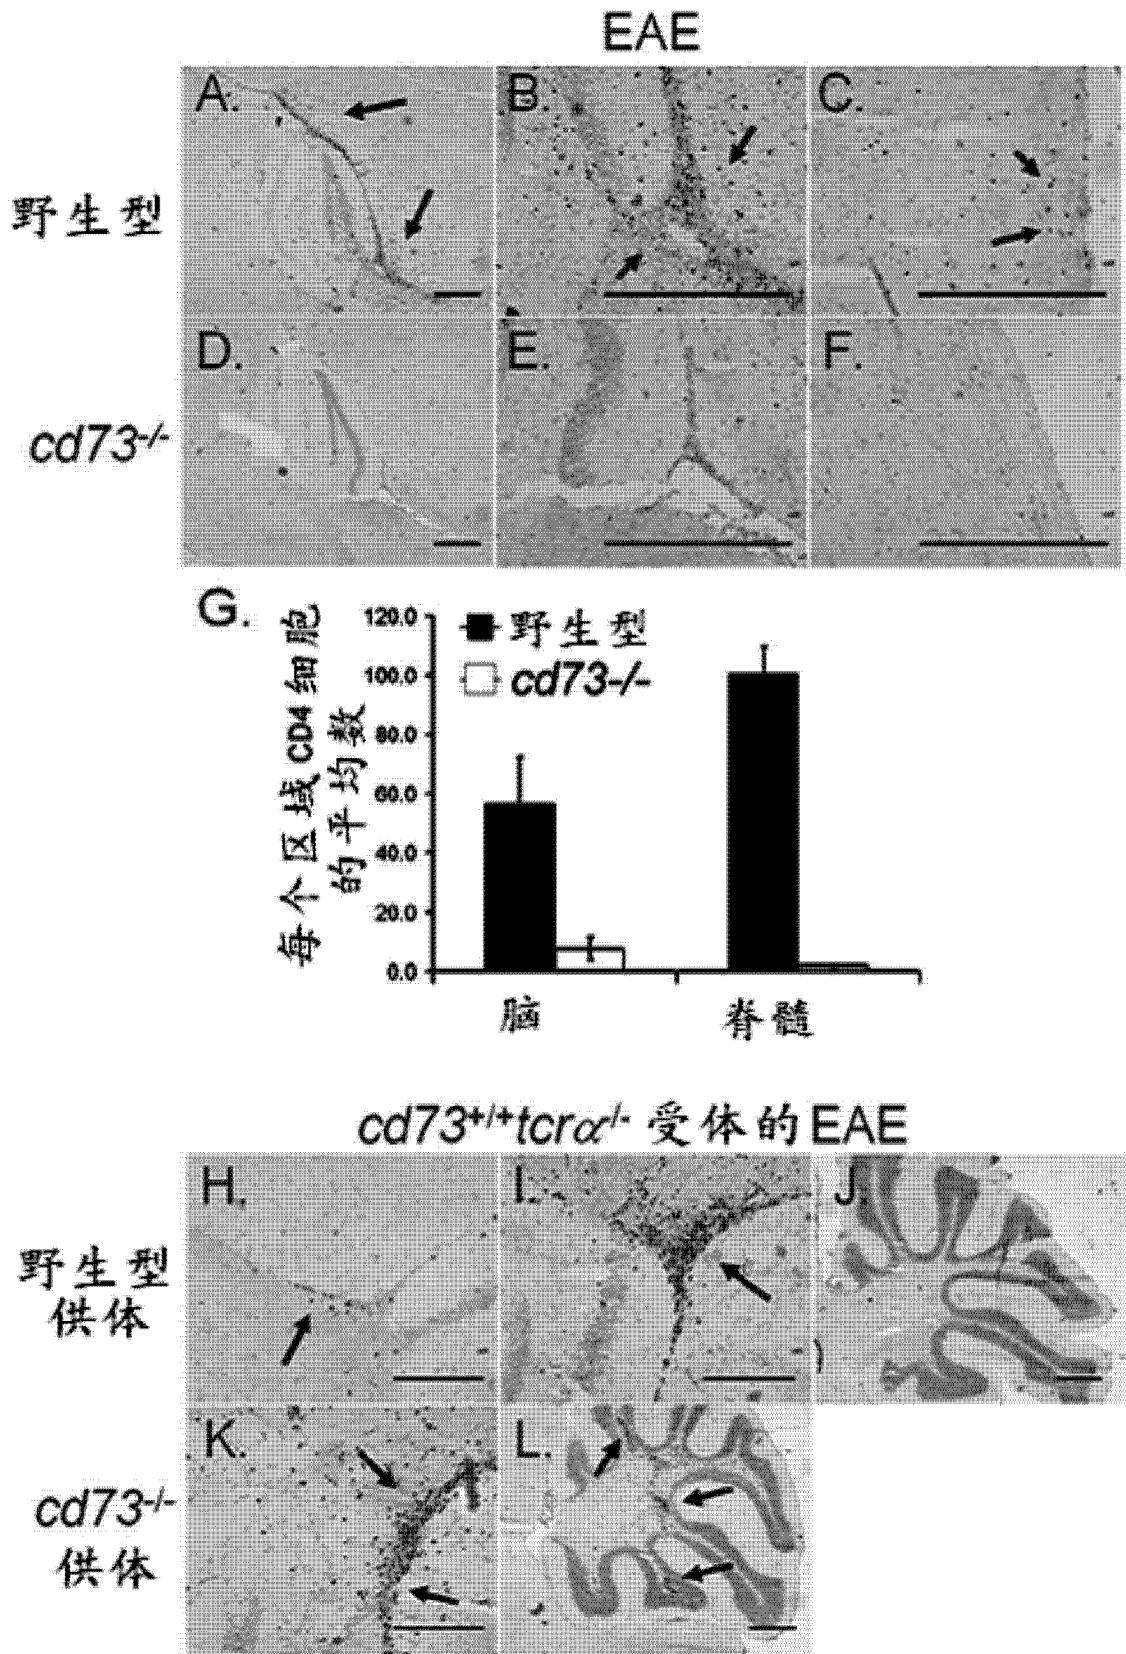 EAE
A. B. C.
野生型
D. E. F.
cd73-/-
G.
每个区域CD4细胞
的平均数
120.0
100.0
80.0
60.0
40.0
20.0
0.0
野生型
cd73-/-
脑 脊髓
cd73+/+tcrα-/- 受体的EAE
H. I. J.
野生型
供体
K. L.
cd73-/-
供体